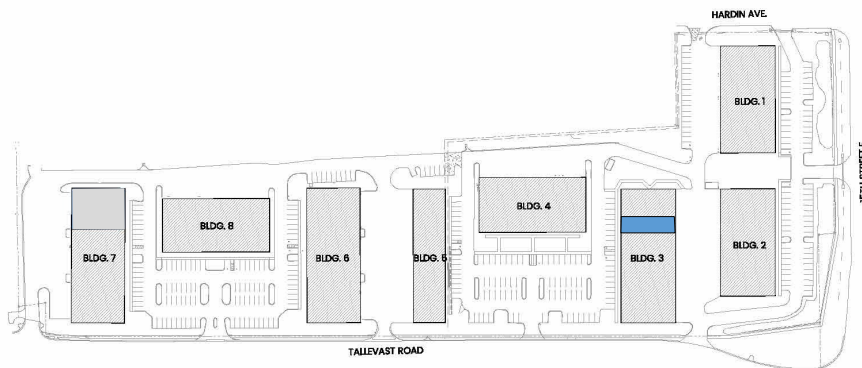 HARDIN AVE.
BLDG. 1
BLDG. 8
BLDG. 4
BLDG. 7
BLDG. 6
BLDG. 5
BLDG. 3
BLDG. 2
TALLEVAST ROAD